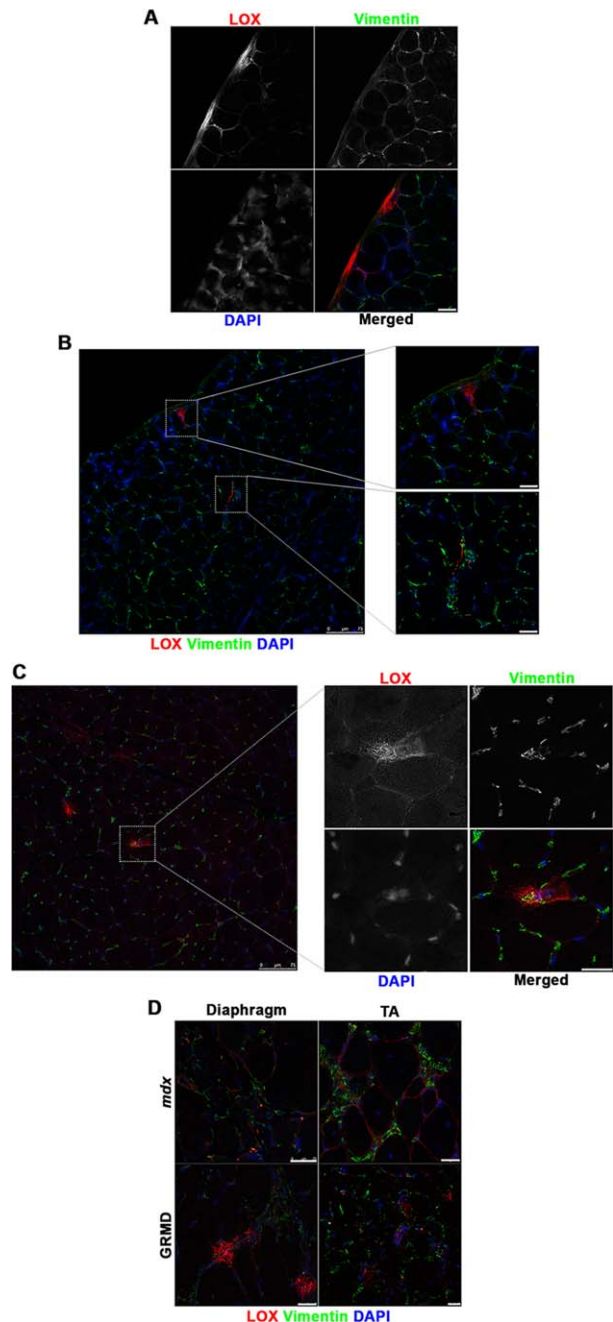 A
LOX Vimentin
DAPI Merged
B
LOX Vimentin DAPI
C
LOX Vimentin
DAPI Merged
D
Diaphragm TA
mdx
GRMD
LOX Vimentin DAPI